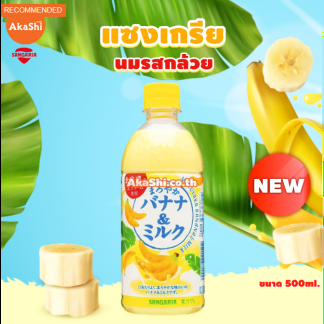 RECOMMENDED
AkaShi
SANGARIA
แซงเกรีย
นมรสกล้วย
AkaShi.co.th
まろやか
バナナ
&
ミルク
SANGARIA
NEW
ขนาด 500ml.